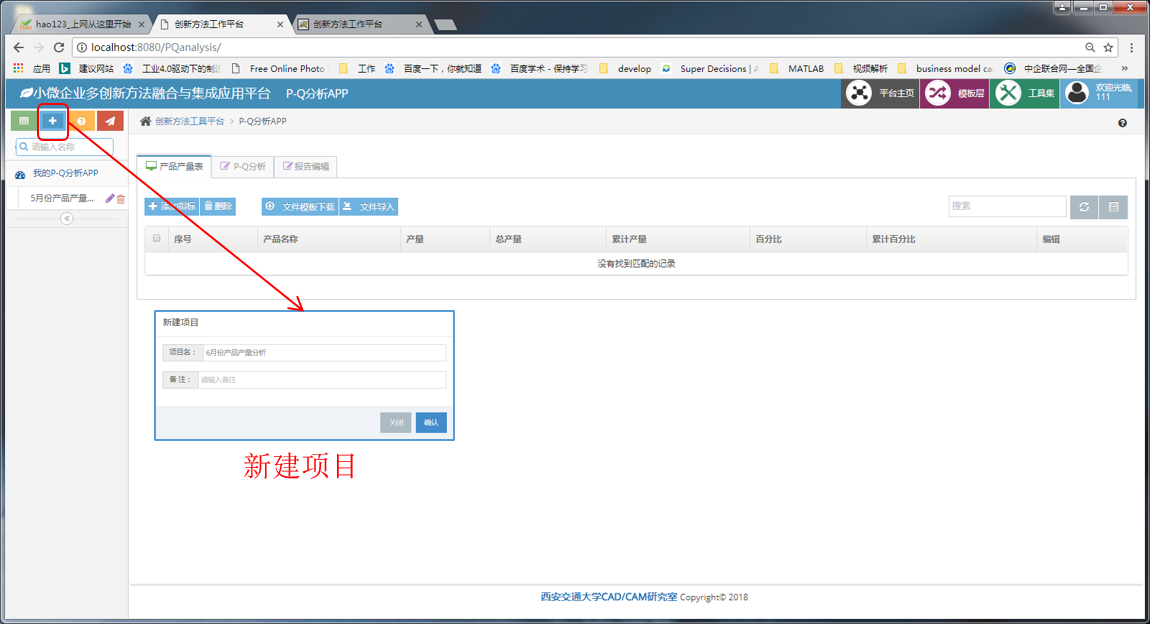 hao123_上网从这里开始
创新方法工作平台
创新方法工作平台
localhost:8080/PQanalysis/
应用
建议网站
工业4.0驱动下的制造
Free Online Photo
工作
百度一下，你就知道
百度学术 - 保持学习
develop
Super Decisions | A
MATLAB
视频解析
business model can
中企联合网—全国企
»
小微企业多创新方法融合与集成应用平台 P-Q分析APP
平台主页
模板层
工具集
欢迎光临,
111
请输入名称
我的P-Q分析APP
5月份产品产量...
创新方法工具平台 > P-Q分析APP
产品产量表
P-Q分析
报告编辑
添加指标
删除
文件模板下载
文件导入
搜索
序号
产品名称
产量
总产量
累计产量
百分比
累计百分比
编辑
没有找到匹配的记录
新建项目
项目名：
6月份产品产量分析
备 注：
请输入备注
关闭
确认
新建项目
西安交通大学CAD/CAM研究室 Copyright© 2018